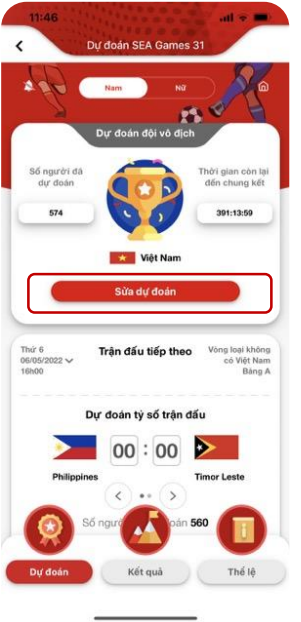 11:46
Dự đoán SEA Games 31
Nam
Nữ
Dự đoán đội vô địch
Số người đã
dự đoán
574
Thời gian còn lại
đến chung kết
391:13:59
Việt Nam
Sửa dự đoán
Thứ 6
06/05/2022
16h00
Trận đấu tiếp theo
Vòng loại không
có Việt Nam
Bảng A
Dự đoán tỷ số trận đấu
Philippines
00 : 00
Timor Leste
Số ngư
oán 560
Dự đoán
Kết quả
Thể lệ